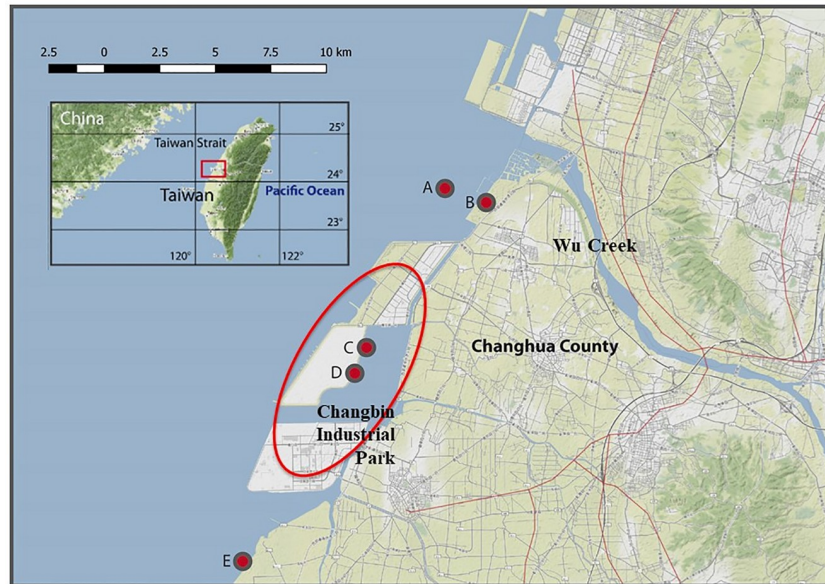 2.5 0 2.5 5 7.5 10 km
China
Taiwan Strait
25°
24°
Taiwan
Pacific Ocean
23°
120°
122°
A
B
Wu Creek
C
Changhua County
D
Changbin
Industrial
Park
E